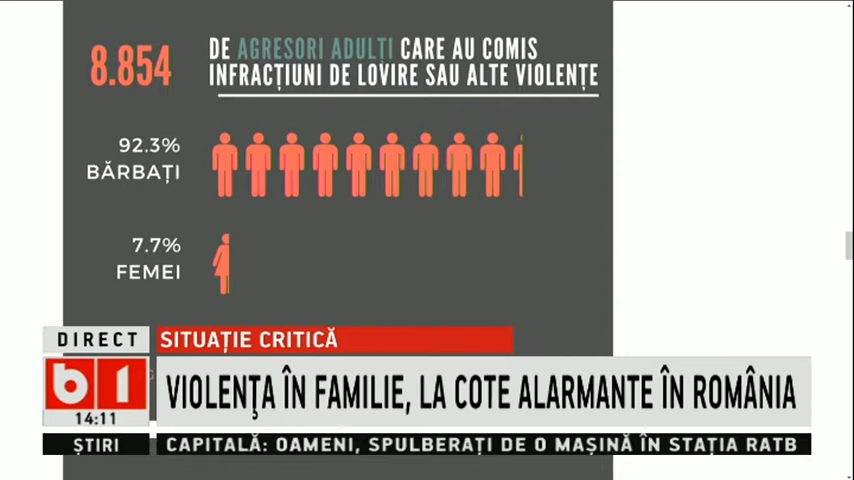 8.854
DE AGRESORI ADULȚI CARE AU COMIS
INFRACȚIUNI DE LOVIRE SAU ALTE VIOLENȚE
92.3%
BĂRBAȚI
7.7%
FEMEI
DIRECT
SITUAȚIE CRITICĂ
b1
VIOLENŢA ÎN FAMILIE, LA COTE ALARMANTE ÎN ROMÂNIA
14:11
ȘTIRI
CAPITALĂ: OAMENI, SPULBERAȚI DE O MAȘINĂ ÎN STAȚIA RATB